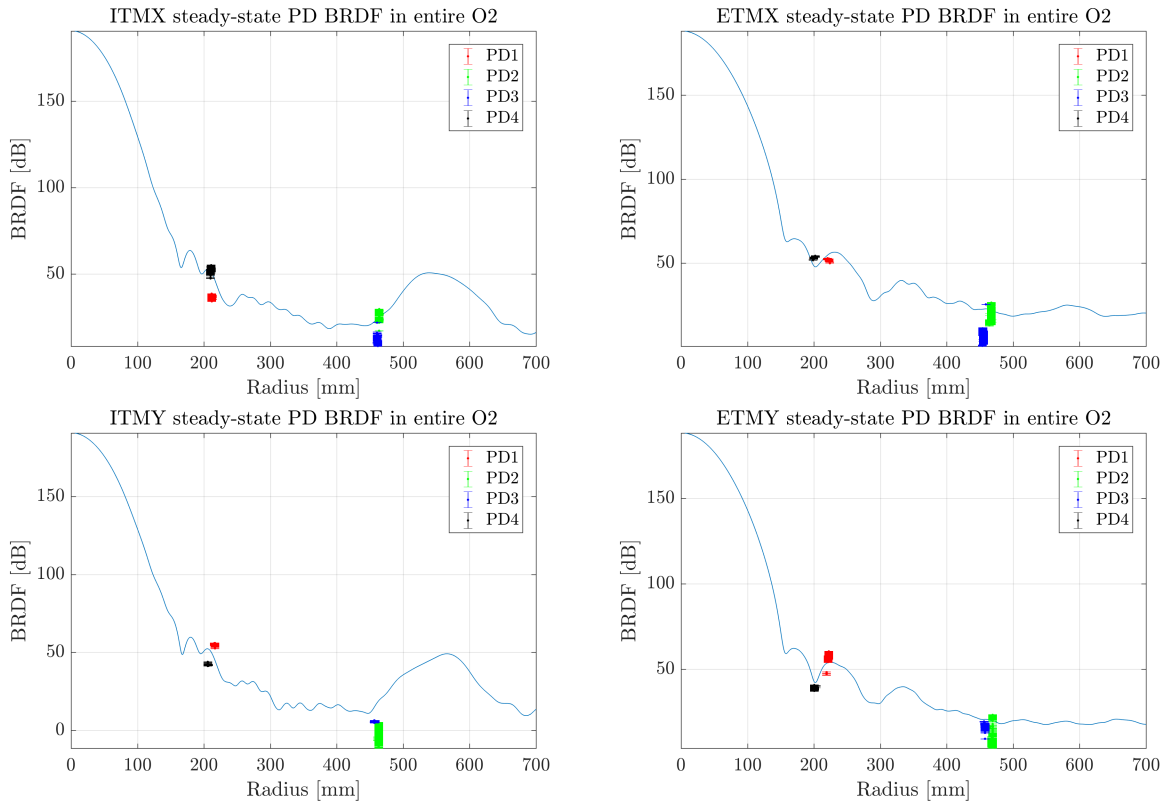 ITMX steady-state PD BRDF in entire O2
BRDF [dB]
150
100
50
0 100 200 300 400 500 600 700
Radius [mm]
PD1
PD2
PD3
PD4
ETMX steady-state PD BRDF in entire O2
BRDF [dB]
150
100
50
0 100 200 300 400 500 600 700
Radius [mm]
PD1
PD2
PD3
PD4
ITMY steady-state PD BRDF in entire O2
BRDF [dB]
150
100
50
0
0 100 200 300 400 500 600 700
Radius [mm]
PD1
PD2
PD3
PD4
ETMY steady-state PD BRDF in entire O2
BRDF [dB]
150
100
50
0 100 200 300 400 500 600 700
Radius [mm]
PD1
PD2
PD3
PD4